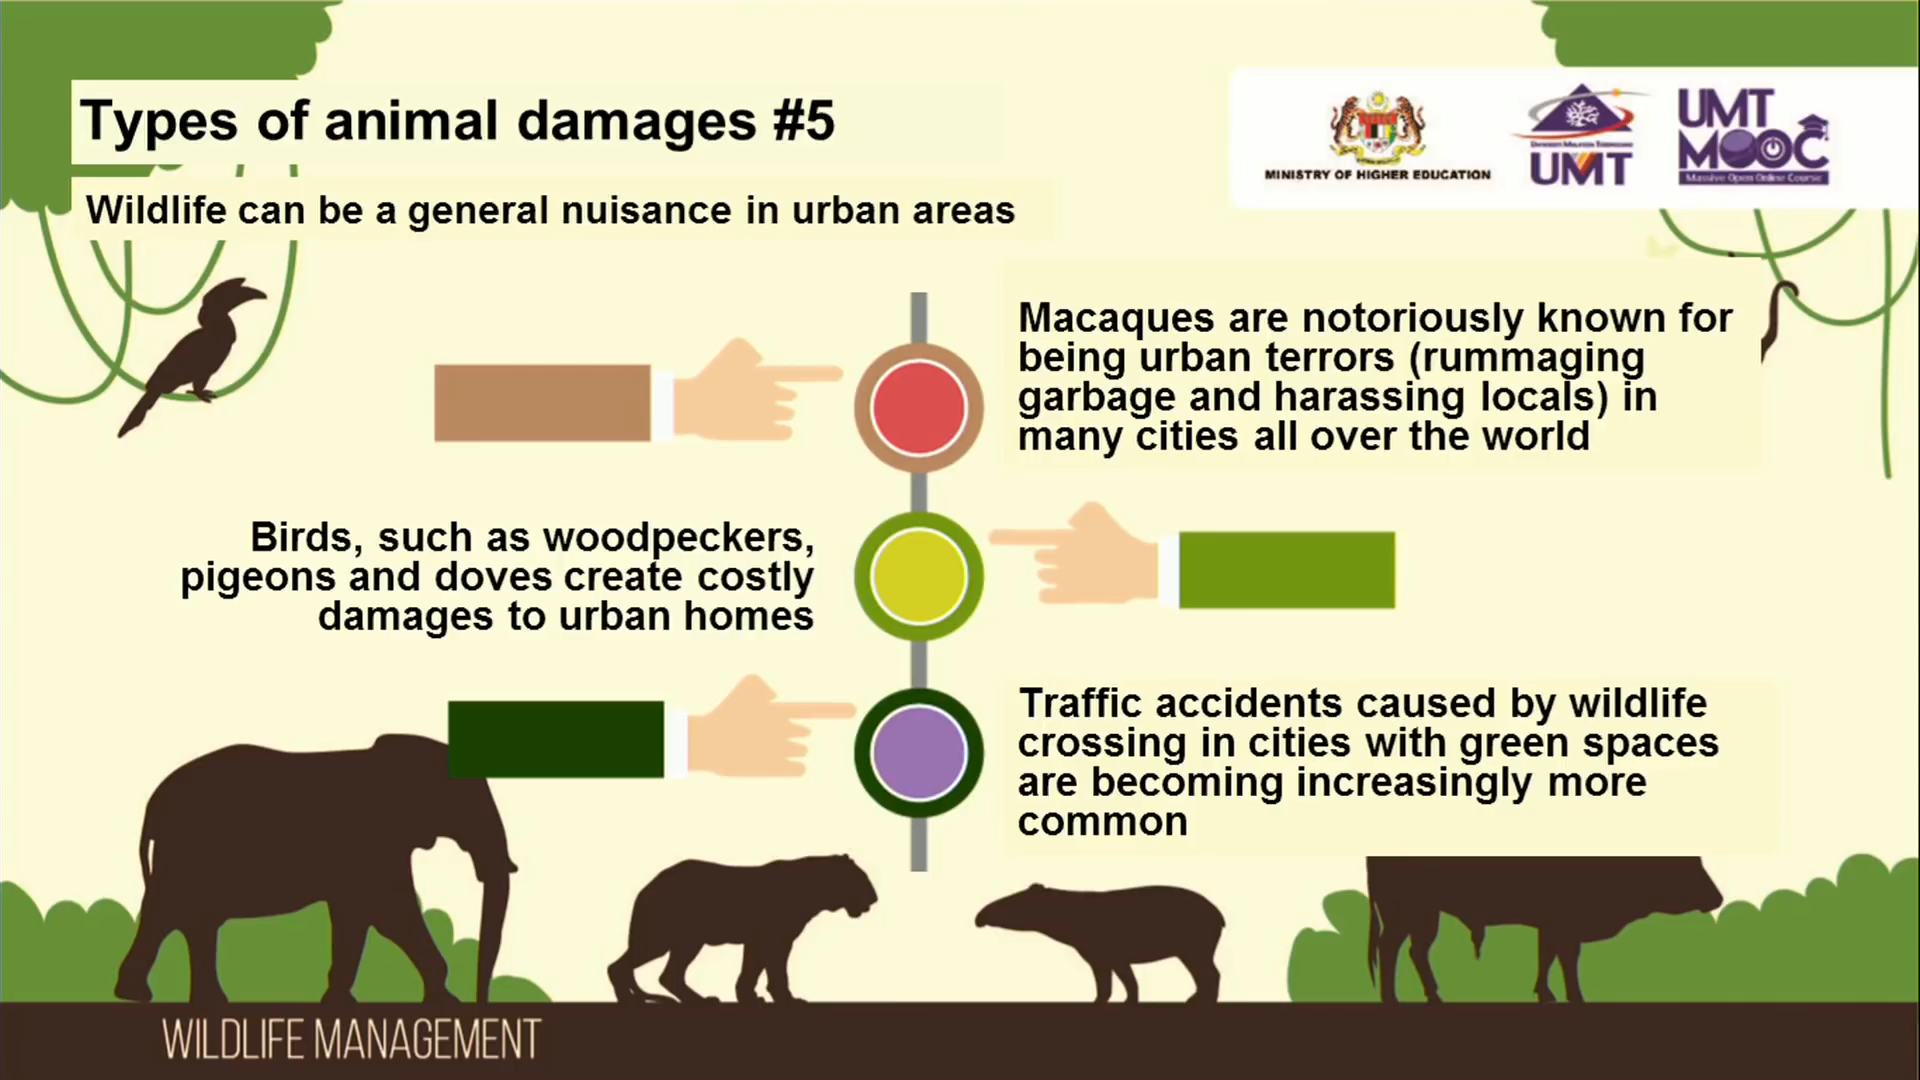 Types of animal damages #5
Wildlife can be a general nuisance in urban areas
MINISTRY OF HIGHER EDUCATION
UMT
UMT
MOOC
Massive Open Online Course
Macaques are notoriously known for
being urban terrors (rummaging
garbage and harassing locals) in
many cities all over the world
Birds, such as woodpeckers,
pigeons and doves create costly
damages to urban homes
Traffic accidents caused by wildlife
crossing in cities with green spaces
are becoming increasingly more
common
WILDLIFE MANAGEMENT